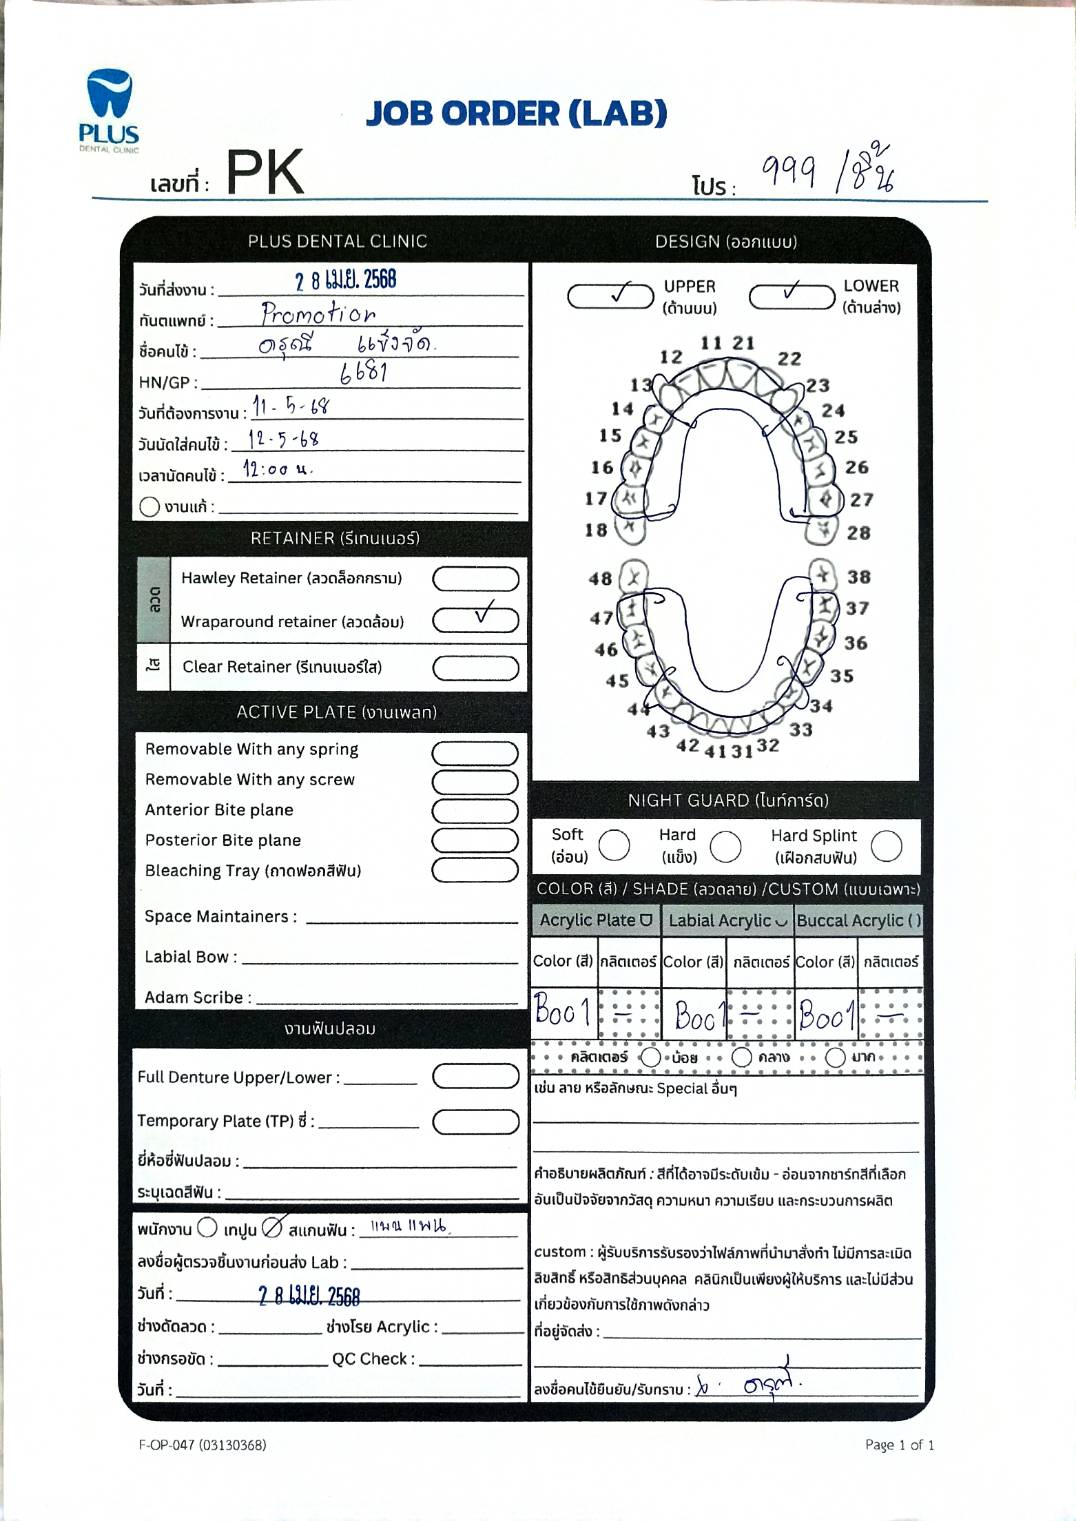 PLUS
DENTAL CLINIC
JOB ORDER (LAB)
เลขที่ : PK
โปร : 999 /ชิ้น
PLUS DENTAL CLINIC
วันที่ส่งงาน : 28 เม.ย. 2568
ทันตแพทย์ : Promotion
ชื่อคนไข้ : ดรุณี แข็งจัด.
HN/GP : 6681
วันที่ต้องการงาน : 11-5-68
วันนัดใส่คนไข้ : 12-5-68
เวลานัดคนไข้ : 12:00 น.
งานแก้ :
RETAINER (รีเทนเนอร์)
ลวด
Hawley Retainer (ลวดล็อกกราม)
Wraparound retainer (ลวดล้อม) ✓
ใส
Clear Retainer (รีเทนเนอร์ใส)
ACTIVE PLATE (งานเพลท)
Removable With any spring
Removable With any screw
Anterior Bite plane
Posterior Bite plane
Bleaching Tray (ถาดฟอกสีฟัน)
Space Maintainers :
Labial Bow :
Adam Scribe :
งานฟันปลอม
Full Denture Upper/Lower :
Temporary Plate (TP) ซี่ :
ยี่ห้อซี่ฟันปลอม :
ระบุเฉดสีฟัน :
พนักงาน เทปูน สแกนฟัน : แพนแพน.
ลงชื่อผู้ตรวจชิ้นงานก่อนส่ง Lab :
วันที่ : 28 เม.ย. 2568
ช่างดัดลวด : ช่างโรย Acrylic :
ช่างกรอขัด : QC Check :
วันที่ :
DESIGN (ออกแบบ)
✓ UPPER ✓ LOWER
(ด้านบน) (ด้านล่าง)
11 21
12 22
13 23
14 24
15 25
16 26
17 27
18 28
48 38
47 37
46 36
45 35
44 34
43 33
42 41 31 32
NIGHT GUARD (ไนท์การ์ด)
Soft Hard Hard Splint
(อ่อน) (แข็ง) (เฝือกสบฟัน)
COLOR (สี) / SHADE (ลวดลาย) /CUSTOM (แบบเฉพาะ)
Acrylic Plate Labial Acrylic Buccal Acrylic ( )
Color (สี) กลิตเตอร์ Color (สี) กลิตเตอร์ Color (สี) กลิตเตอร์
B001 – B001 – B001 –
กลิตเตอร์ น้อย กลาง มาก
เช่น ลาย หรือลักษณะ Special อื่นๆ
คำอธิบายผลิตภัณฑ์ : สีที่ได้อาจมีระดับเข้ม - อ่อนจากชาร์ทสีที่เลือก
อันเป็นปัจจัยจากวัสดุ ความหนา ความเรียบ และกระบวนการผลิต
custom : ผู้รับบริการรับรองว่าไฟล์ภาพที่นำมาสั่งทำ ไม่มีการละเมิด
ลิขสิทธิ์ หรือสิทธิส่วนบุคคล คลินิกเป็นเพียงผู้ให้บริการ และไม่มีส่วน
เกี่ยวข้องกับการใช้ภาพดังกล่าว
ที่อยู่จัดส่ง :
ลงชื่อคนไข้ยืนยัน/รับทราบ : ดรุณี.
F-OP-047 (03130368)
Page 1 of 1